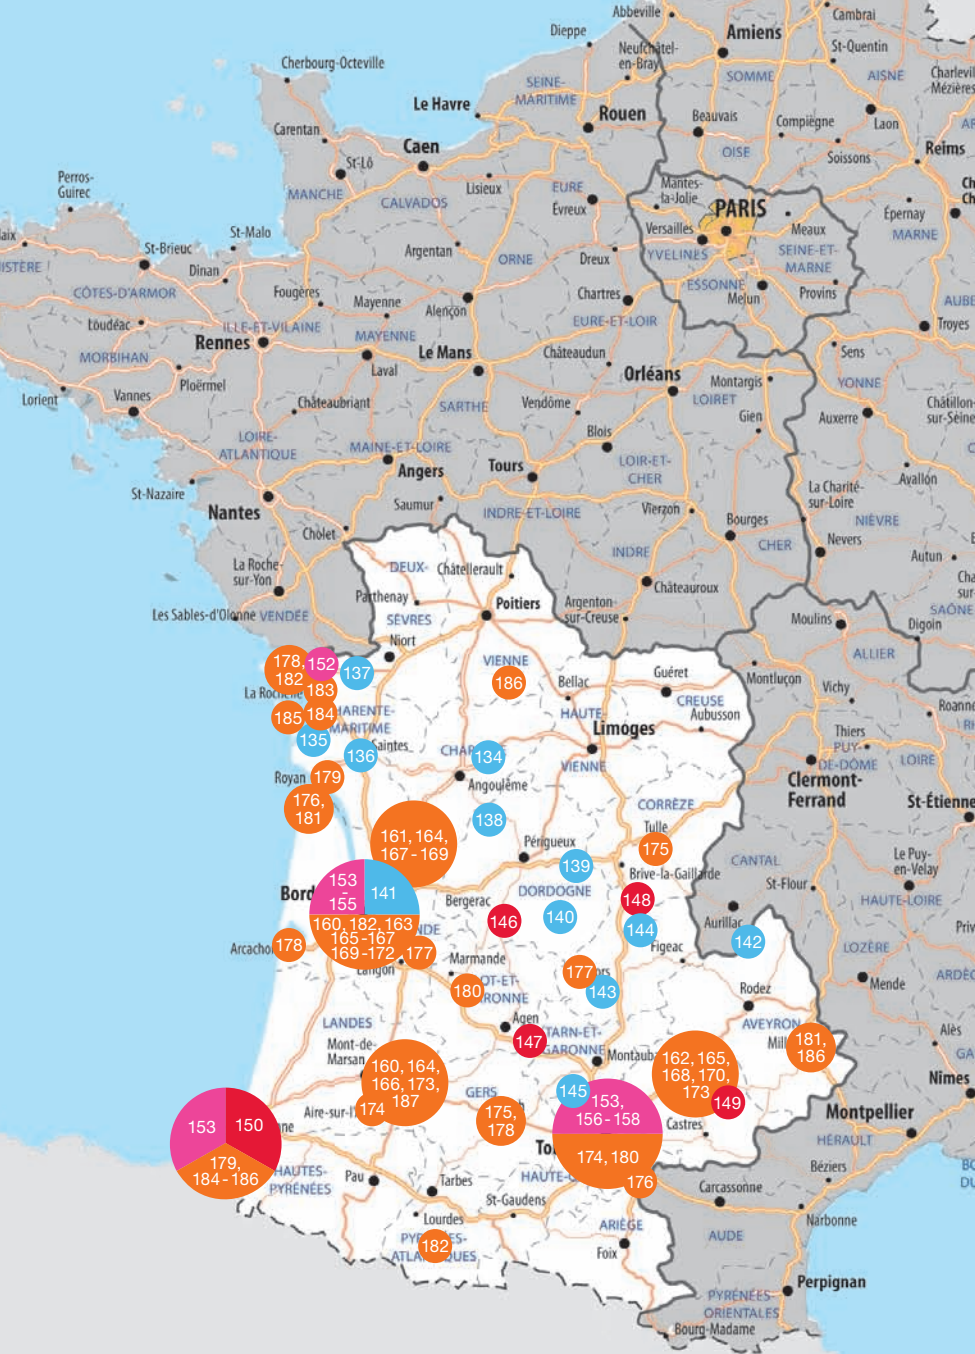 Abbeville
Cambrai
Dieppe
Amiens
Neufchâtel-
en-Bray
St-Quentin
Cherbourg-Octeville
SOMME
AISNE
SEINE-
MARITIME
Le Havre
Rouen
Beauvais
Compiègne
Laon
Carentan
Caen
OISE
Soissons
Reims
St-Lô
Perros-
Guirec
MANCHE
CALVADOS
Lisieux
EURE
Évreux
Mantes-
la-Jolie
PARIS
Épernay
MARNE
Versailles
Meaux
St-Malo
St-Brieuc
Dinan
Argentan
ORNE
Dreux
YVELINES
SEINE-ET-
MARNE
ESSONNE
Melun
Provins
CÔTES-D'ARMOR
Fougères
Mayenne
Alençon
Chartres
EURE-ET-LOIR
Troyes
Loudéac
ILLE-ET-VILAINE
Rennes
MAYENNE
MORBIHAN
Laval
Le Mans
Châteaudun
Sens
Ploërmel
Orléans
Montargis
YONNE
Lorient
Vannes
Châteaubriant
SARTHE
Vendôme
LOIRET
Gien
Auxerre
Châtillon-
sur-Seine
Blois
LOIRE-
ATLANTIQUE
MAINE-ET-LOIRE
Angers
Tours
LOIR-ET-
CHER
Avallon
St-Nazaire
Nantes
Saumur
INDRE-ET-LOIRE
Vierzon
La Charité-
sur-Loire
Bourges
NIÈVRE
Cholet
INDRE
CHER
Nevers
Autun
La Roche-
sur-Yon
DEUX-
SÈVRES
Châtellerault
Châteauroux
Parthenay
Poitiers
Argenton-
sur-Creuse
Les Sables-d'Olonne
VENDÉE
Moulins
SAÔNE
Digoin
Niort
VIENNE
ALLIER
178,
182
152
137
La Rochelle
183
186
Bellac
Guéret
CREUSE
Montluçon
Vichy
Roanne
185
184
135
HAUTE-
VIENNE
Limoges
Aubusson
Thiers
PUY-
DE-DÔME
LOIRE
136
Saintes
134
Royan
179
Angoulême
Clermont-
Ferrand
St-Étienne
176,
181
138
CORRÈZE
Tulle
161, 164,
167 - 169
Périgueux
175
CANTAL
Le Puy-
en-Velay
139
Brive-la-Gaillarde
St-Flour
HAUTE-LOIRE
153
-
155
141
Bergerac
DORDOGNE
148
Aurillac
160, 182, 163
165 - 167
169 - 172
146
140
144
142
Arcachon
178
177
Langon
Figeac
LOZÈRE
Marmande
177
143
Mende
180
Rodez
LANDES
Agen
AVEYRON
Alès
Mont-de-
Marsan
147
TARN-ET-
GARONNE
181,
186
160, 164,
166, 173,
187
162, 165,
168, 170,
173
Nîmes
GERS
145
149
174
175,
178
153,
156 - 158
Montpellier
153
150
Castres
HÉRAULT
179,
184 - 186
174, 180
Béziers
HAUTES-
PYRÉNÉES
Pau
Tarbes
176
Carcassonne
St-Gaudens
Narbonne
Lourdes
ARIÈGE
AUDE
182
Foix
Perpignan
PYRÉNÉES-
ORIENTALES
Bourg-Madame